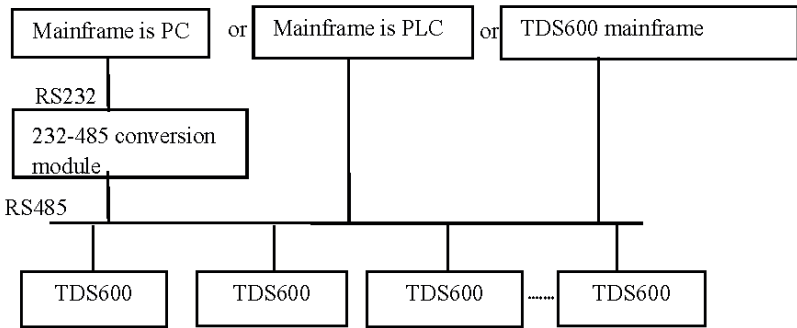 Mainframe is PC
or
Mainframe is PLC
or
TDS600 mainframe
RS232
232-485 conversion
module
RS485
TDS600
TDS600
TDS600
........
TDS600